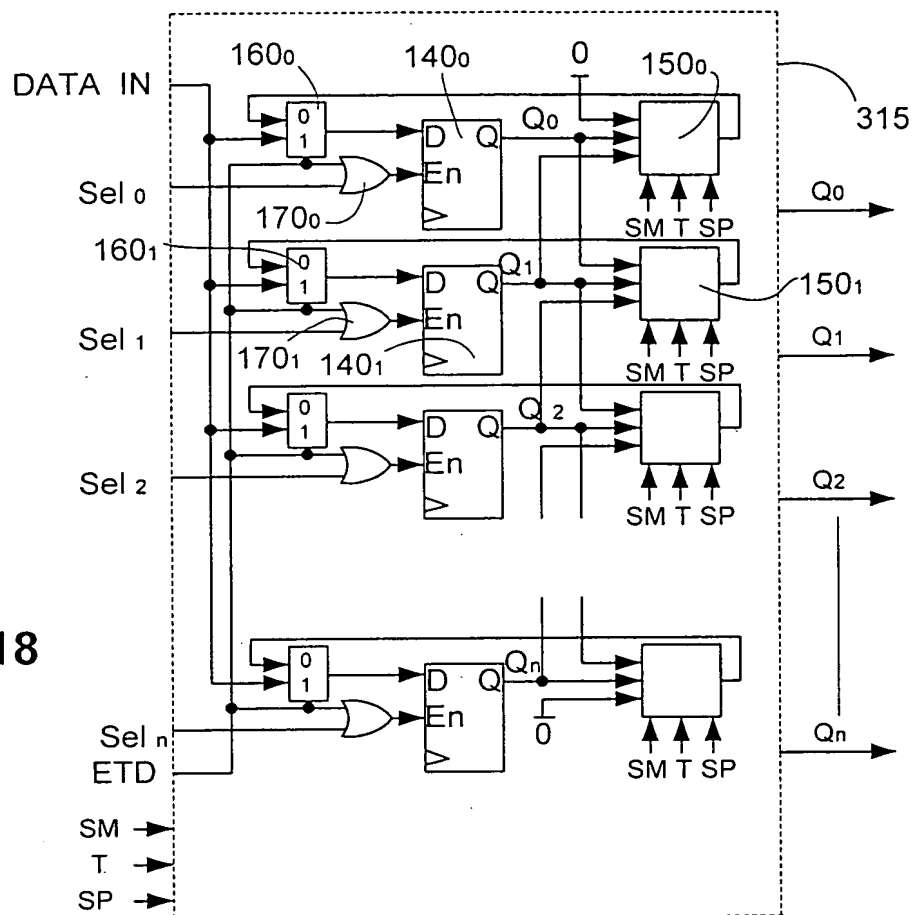 160₀
140₀
0
150₀
DATA IN
315
0
1
D
Q
Q₀
En
Sel ₀
170₀
SM T SP
Q₀
160₁
0
1
D
Q
Q₁
En
150₁
Sel ₁
170₁
140₁
SM T SP
Q₁
0
1
D
Q
Q ₂
En
Sel ₂
SM T SP
Q₂
18
0
1
D
Q
Qₙ
En
0
Sel ₙ
ETD
SM T SP
Qₙ
SM
T
SP